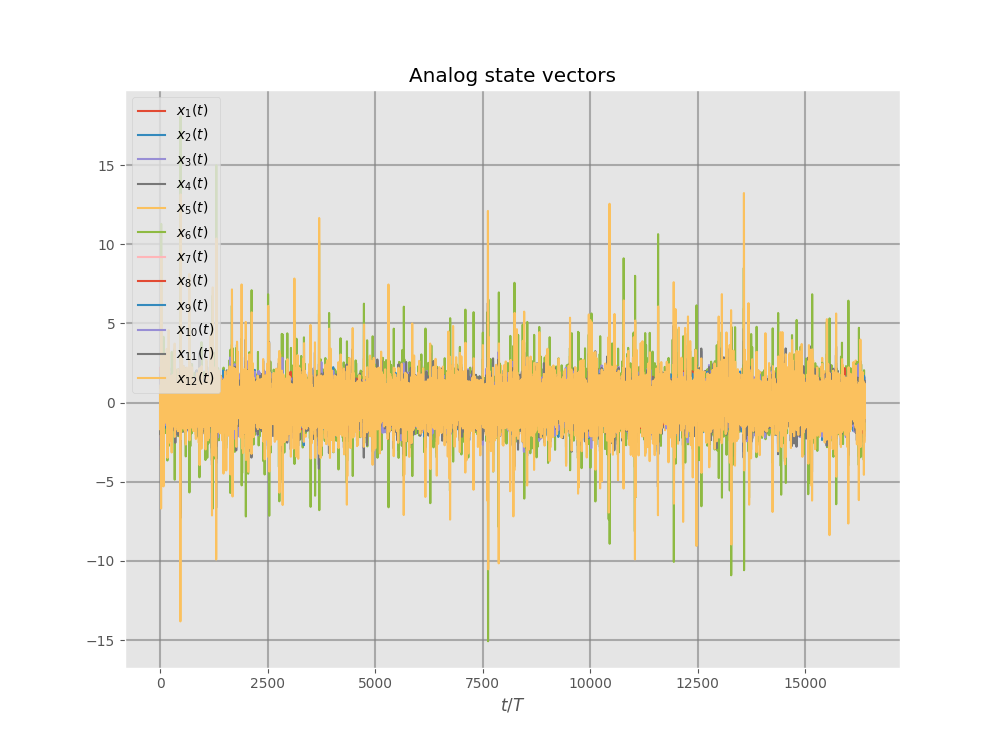 Analog state vectors
x₁(t)
x₂(t)
x₃(t)
x₄(t)
x₅(t)
x₆(t)
x₇(t)
x₈(t)
x₉(t)
x₁₀(t)
x₁₁(t)
x₁₂(t)
15
10
5
0
−5
−10
−15
0 2500 5000 7500 10000 12500 15000
t/T